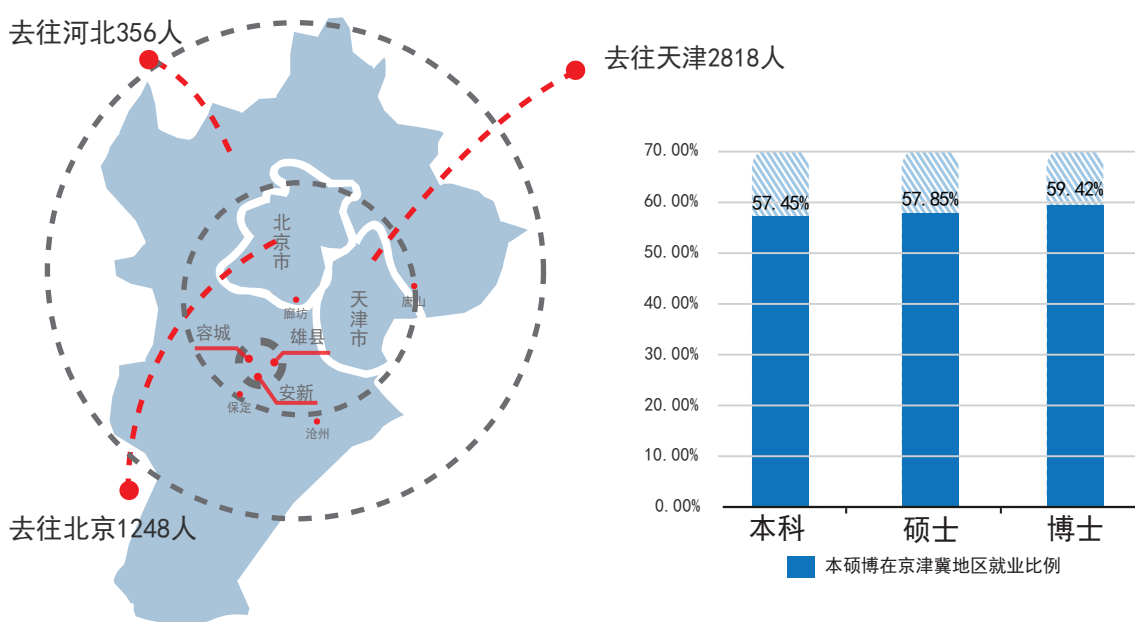 去往河北356人
去往天津2818人
北京市
天津市
唐山
廊坊
容城
雄县
安新
保定
沧州
去往北京1248人
70.00%
60.00%
50.00%
40.00%
30.00%
20.00%
10.00%
0.00%
57.45%
57.85%
59.42%
本科
硕士
博士
本硕博在京津冀地区就业比例